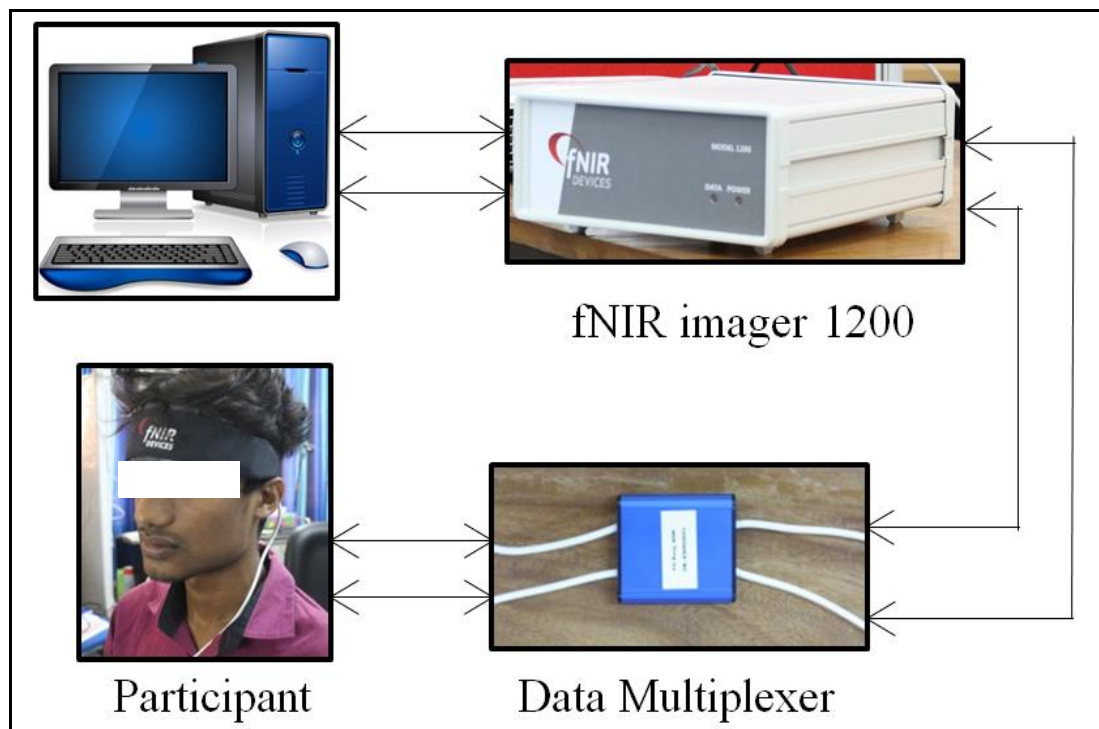 fNIR
DEVICES
MODEL 1200
DATA POWER
fNIR imager 1200
fNIR
DEVICES
Participant
Data Multiplexer